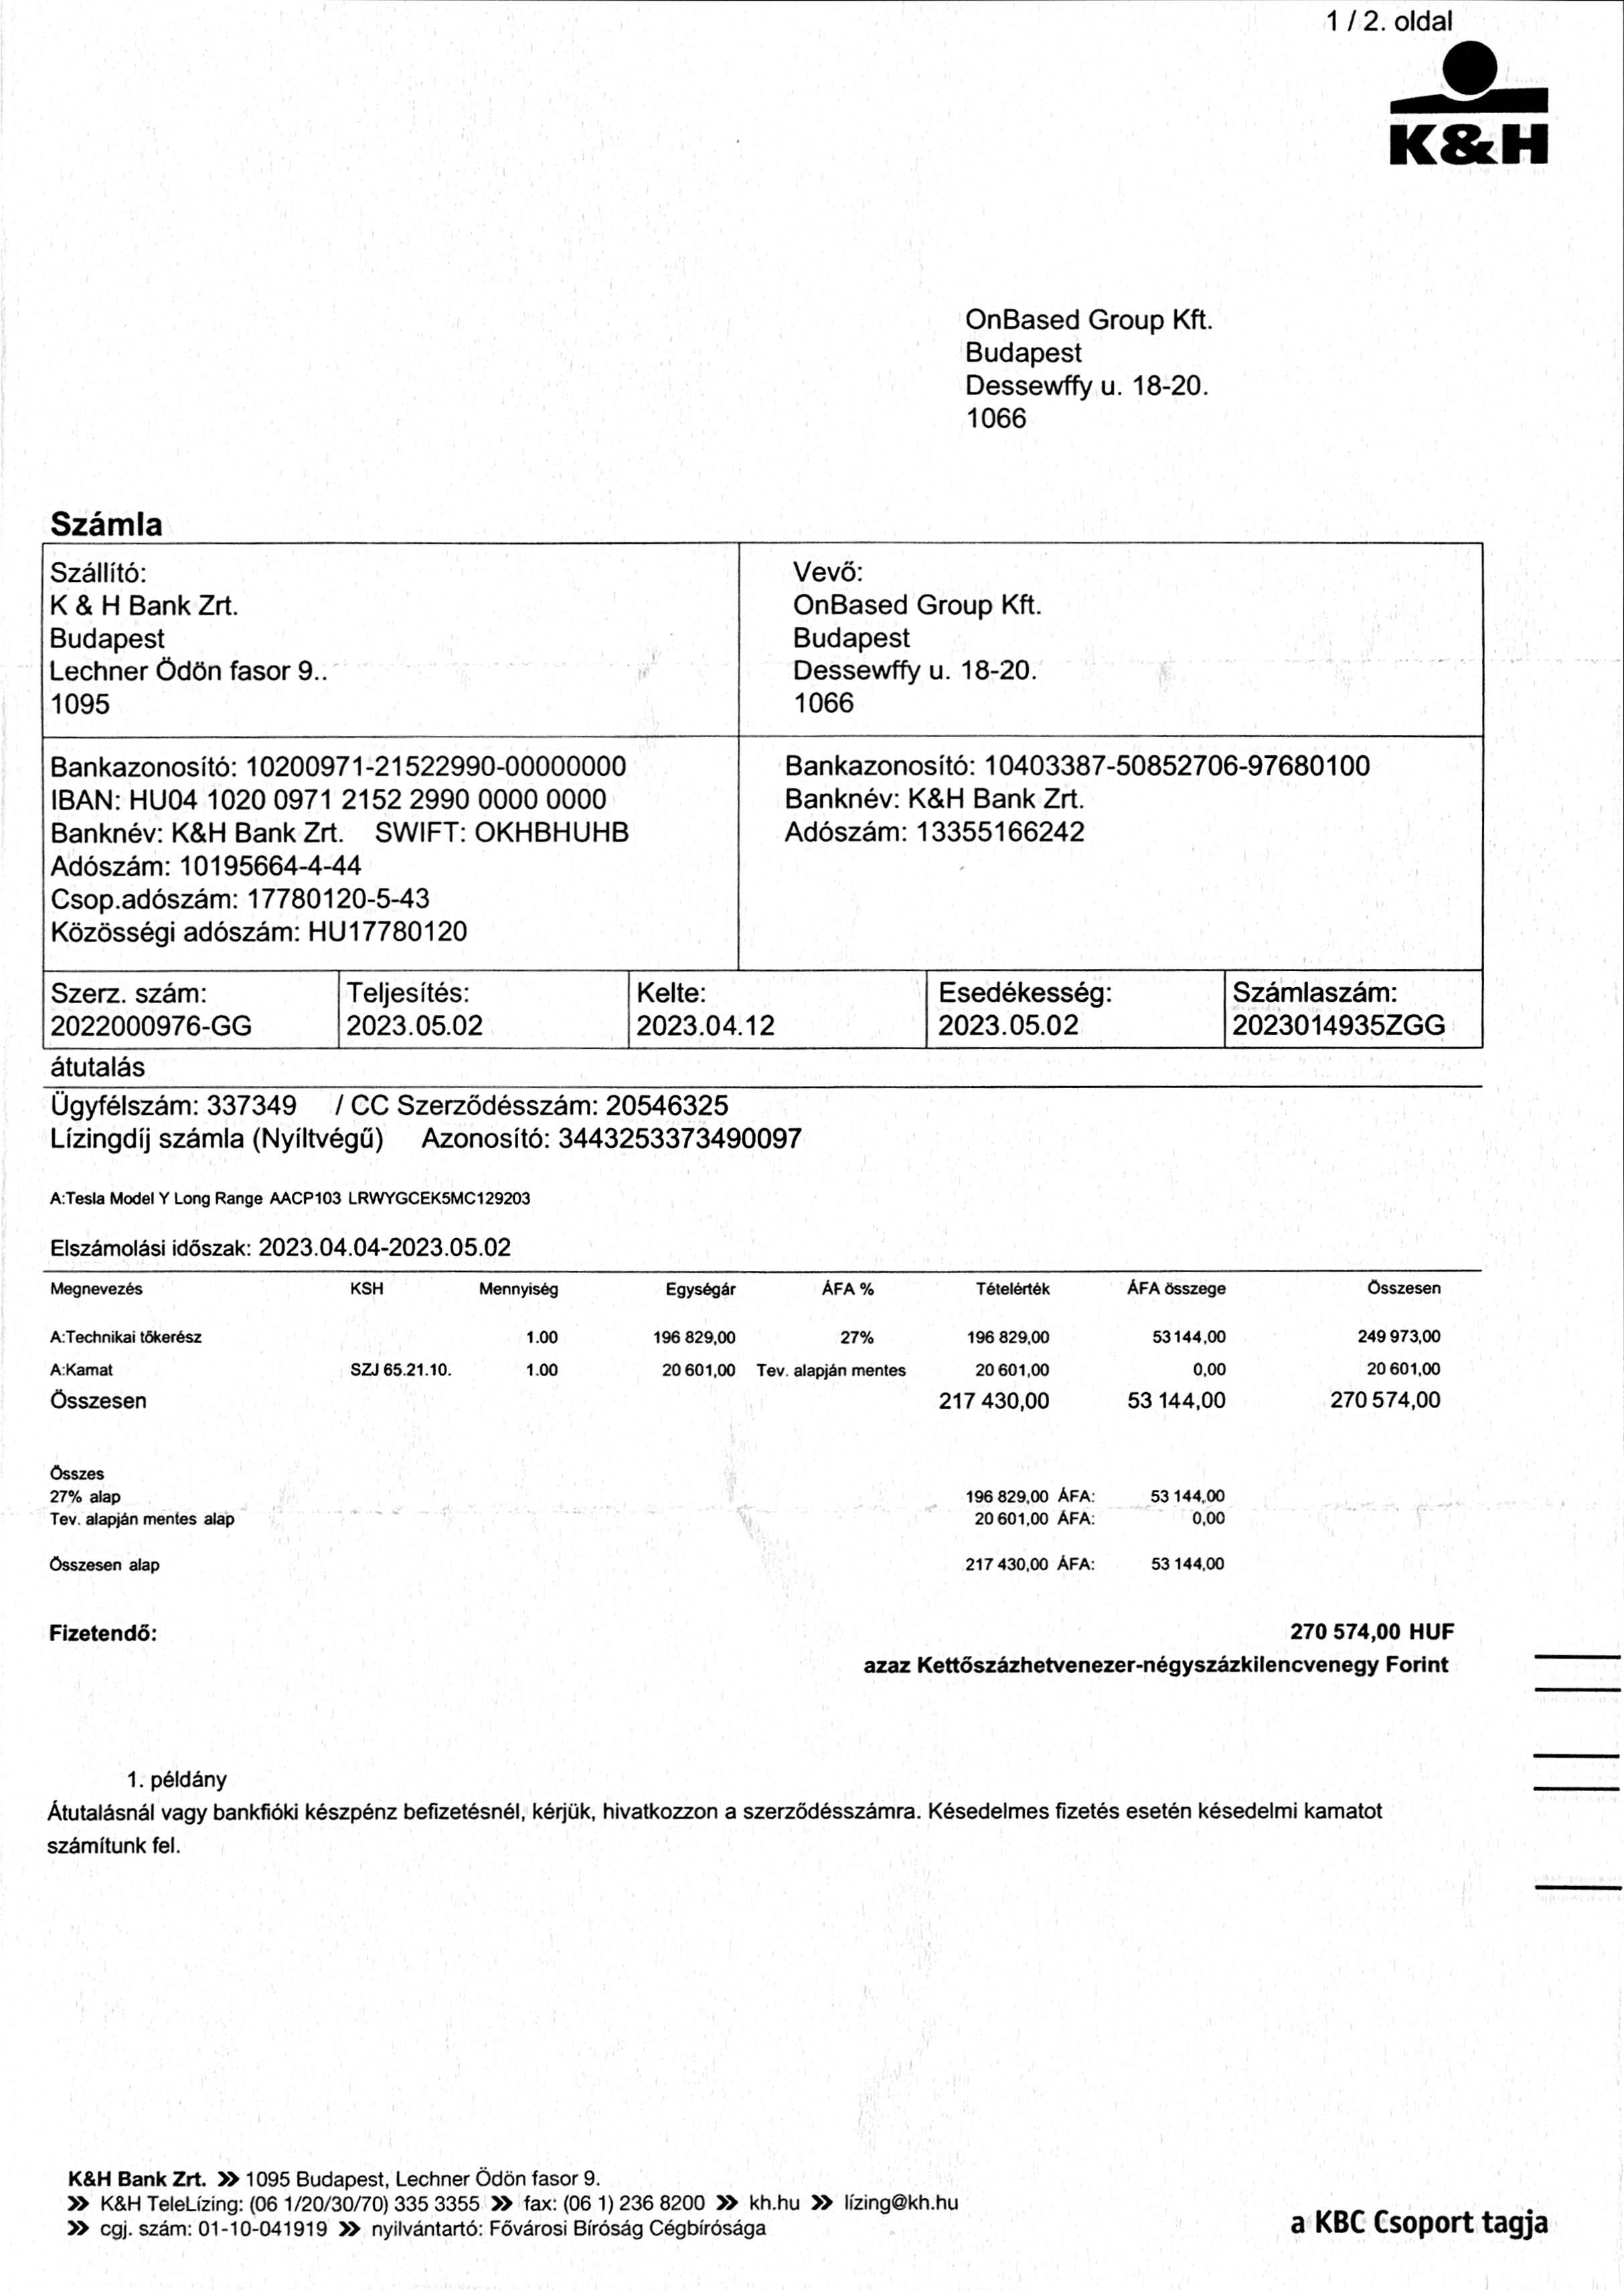 1 / 2. oldal
K&H
OnBased Group Kft.
Budapest
Dessewffy u. 18-20.
1066
Számla
Szállító:
K & H Bank Zrt.
Budapest
Lechner Ödön fasor 9..
1095
Vevő:
OnBased Group Kft.
Budapest
Dessewffy u. 18-20.
1066
Bankazonosító: 10200971-21522990-00000000
IBAN: HU04 1020 0971 2152 2990 0000 0000
Banknév: K&H Bank Zrt. SWIFT: OKHBHUHB
Adószám: 10195664-4-44
Csop.adószám: 17780120-5-43
Közösségi adószám: HU17780120
Bankazonosító: 10403387-50852706-97680100
Banknév: K&H Bank Zrt.
Adószám: 13355166242
Szerz. szám: Teljesítés: Kelte: Esedékesség: Számlaszám:
2022000976-GG 2023.05.02 2023.04.12 2023.05.02 2023014935ZGG
átutalás
Ügyfélszám: 337349 / CC Szerződésszám: 20546325
Lízingdíj számla (Nyíltvégű) Azonosító: 3443253373490097
A:Tesla Model Y Long Range AACP103 LRWYGCEK5MC129203
Elszámolási időszak: 2023.04.04-2023.05.02
Megnevezés KSH Mennyiség Egységár ÁFA % Tételérték ÁFA összege Összesen
A:Technikai tőkerész 1.00 196 829,00 27% 196 829,00 53 144,00 249 973,00
A:Kamat SZJ 65.21.10. 1.00 20 601,00 Tev. alapján mentes 20 601,00 0,00 20 601,00
Összesen 217 430,00 53 144,00 270 574,00
Összes
27% alap 196 829,00 ÁFA: 53 144,00
Tev. alapján mentes alap 20 601,00 ÁFA: 0,00
Összesen alap 217 430,00 ÁFA: 53 144,00
Fizetendő: 270 574,00 HUF
azaz Kettőszázhetvenezer-négyszázkilencvenegy Forint
1. példány
Átutalásnál vagy bankfióki készpénz befizetésnél, kérjük, hivatkozzon a szerződésszámra. Késedelmes fizetés esetén késedelmi kamatot
számítunk fel.
K&H Bank Zrt. » 1095 Budapest, Lechner Ödön fasor 9.
» K&H TeleLízing: (06 1/20/30/70) 335 3355 » fax: (06 1) 236 8200 » kh.hu » lízing@kh.hu
» cgj. szám: 01-10-041919 » nyilvántartó: Fővárosi Bíróság Cégbírósága
a KBC Csoport tagja